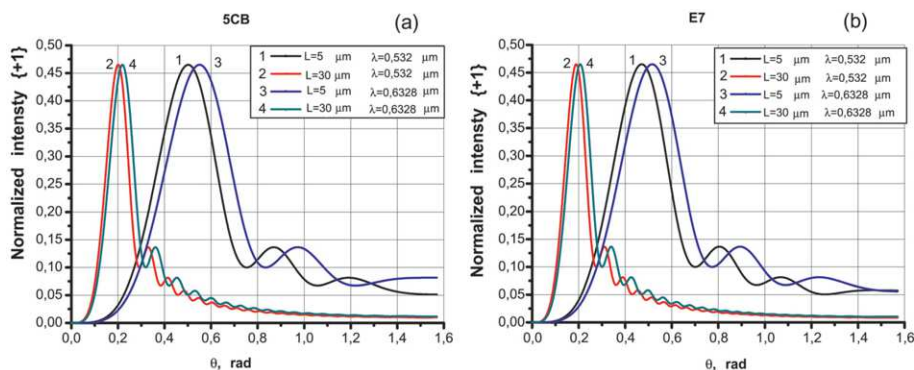 5CB
(a)
Normalized intensty {+1}
0,50
0,45
0,40
0,35
0,30
0,25
0,20
0,15
0,10
0,05
0,00
2 4 1 3
1 L=5 μm λ=0,532 μm
2 L=30 μm λ=0,532 μm
3 L=5 μm λ=0,6328 μm
4 L=30 μm λ=0,6328 μm
0,0 0,2 0,4 0,6 0,8 1,0 1,2 1,4 1,6
θ, rad
E7
(b)
Normalized intensty {+1}
0,50
0,45
0,40
0,35
0,30
0,25
0,20
0,15
0,10
0,05
0,00
2 4 1 3
1 L=5 μm λ=0,532 μm
2 L=30 μm λ=0,532 μm
3 L=5 μm λ=0,6328 μm
4 L=30 μm λ=0,6328 μm
0,0 0,2 0,4 0,6 0,8 1,0 1,2 1,4 1,6
θ, rad